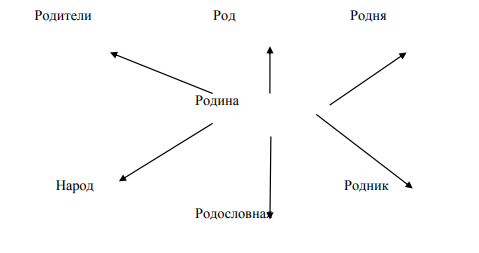 Родители Род Родня
Родина
Народ Родник
Родословная